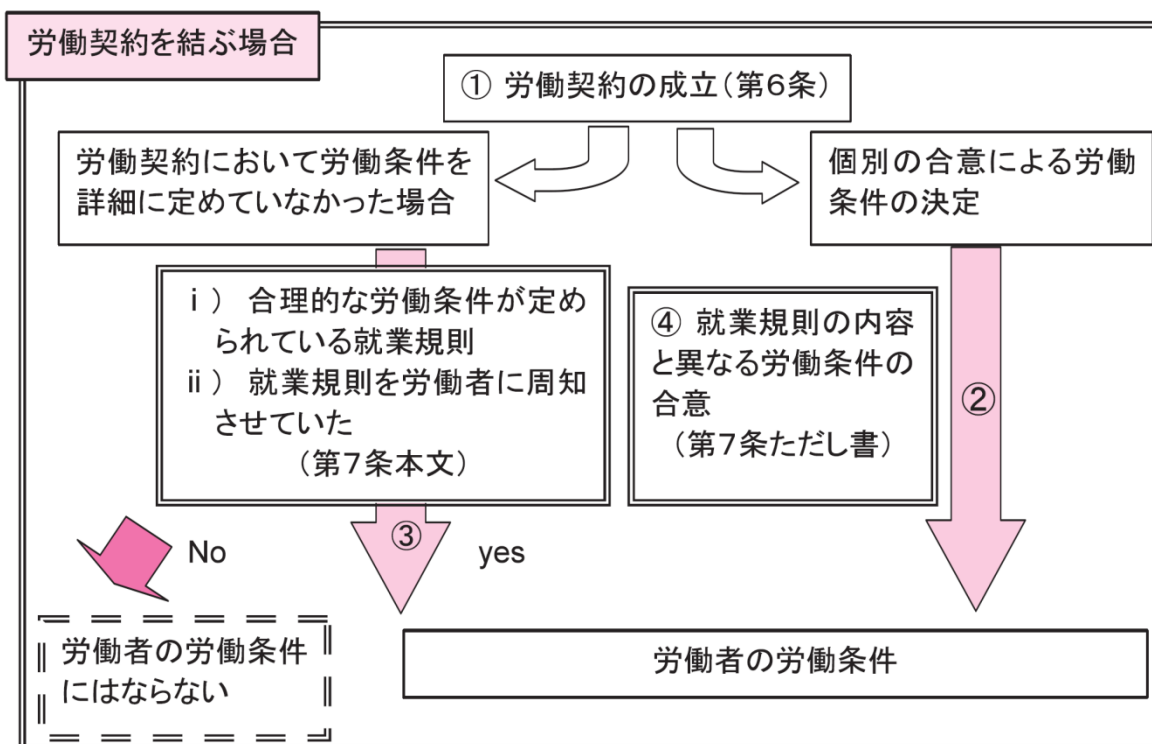 労働契約を結ぶ場合
① 労働契約の成立(第6条)
労働契約において労働条件を
詳細に定めていなかった場合
個別の合意による労働
条件の決定
ⅰ） 合理的な労働条件が定め
られている就業規則
ⅱ） 就業規則を労働者に周知
させていた
（第7条本文）
④ 就業規則の内容
と異なる労働条件の
合意
（第7条ただし書）
②
③
No
yes
労働者の労働条件
にはならない
労働者の労働条件